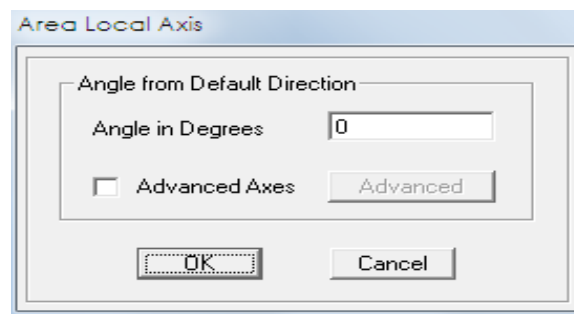 Area Local Axis
Angle from Default Direction
Angle in Degrees 0
Advanced Axes Advanced
OK Cancel